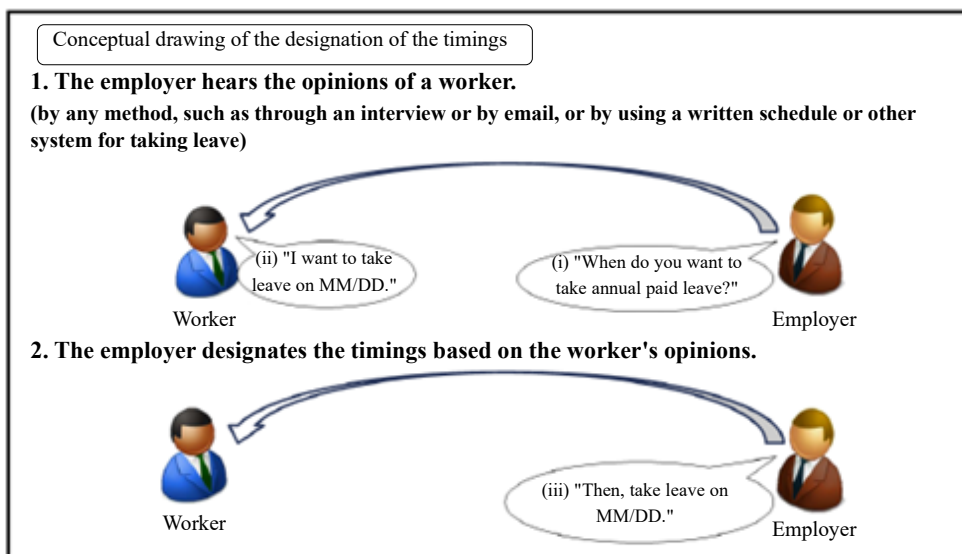 Conceptual drawing of the designation of the timings
1. The employer hears the opinions of a worker.
(by any method, such as through an interview or by email, or by using a written schedule or other
system for taking leave)
(ii) "I want to take
leave on MM/DD."
(i) "When do you want to
take annual paid leave?"
Worker
Employer
2. The employer designates the timings based on the worker's opinions.
(iii) "Then, take leave on
MM/DD."
Worker
Employer